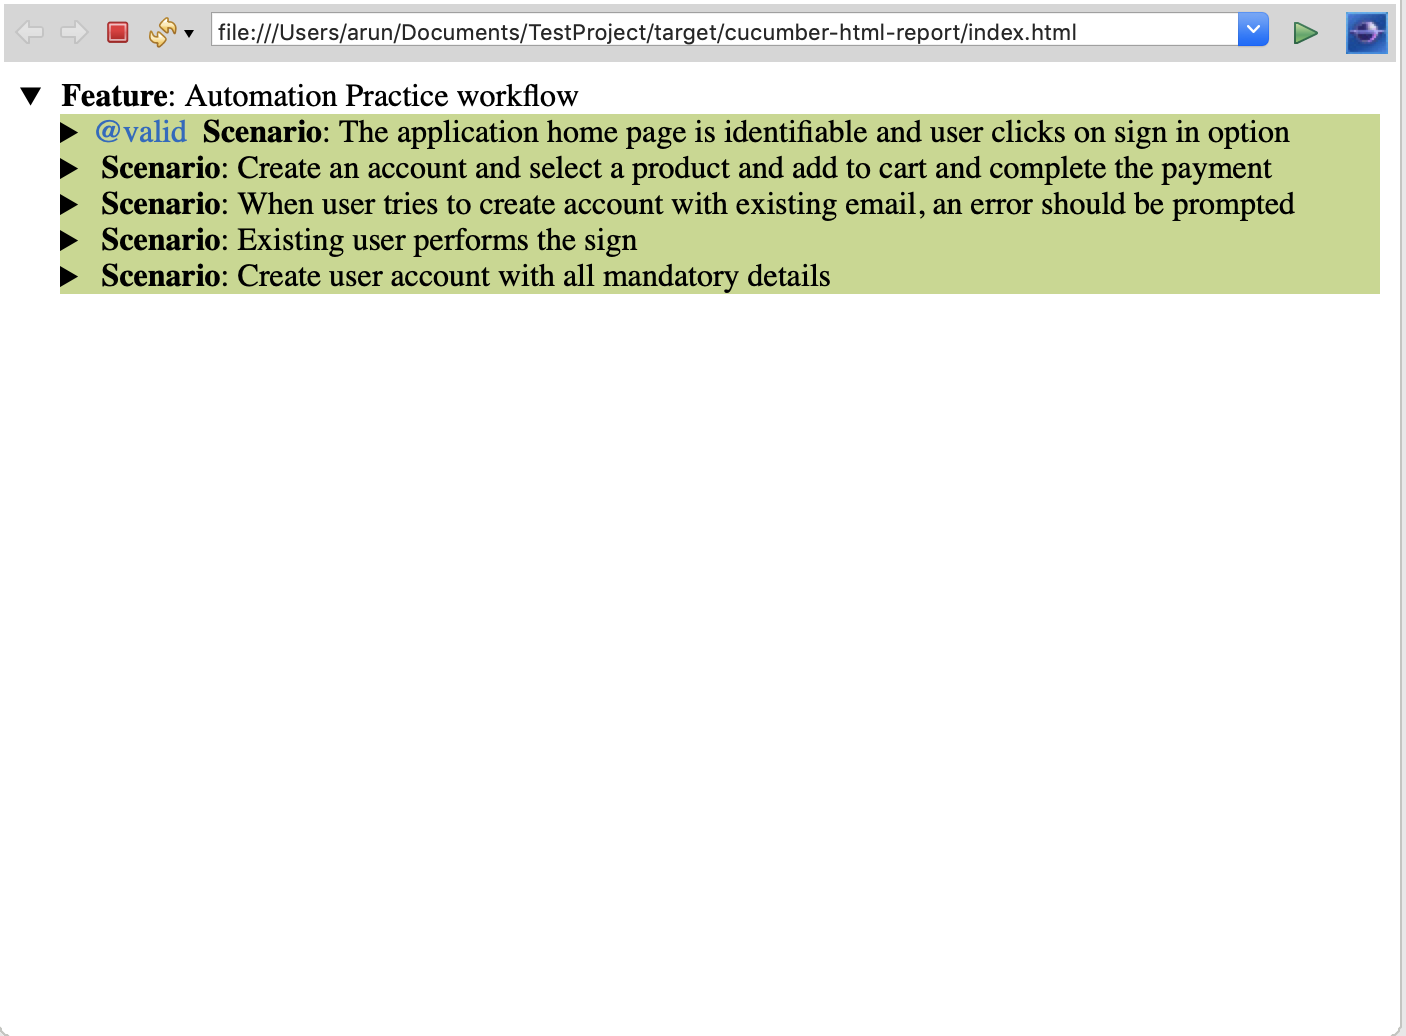 file:///Users/arun/Documents/TestProject/target/cucumber-html-report/index.html
Feature: Automation Practice workflow
@valid Scenario: The application home page is identifiable and user clicks on sign in option
Scenario: Create an account and select a product and add to cart and complete the payment
Scenario: When user tries to create account with existing email, an error should be prompted
Scenario: Existing user performs the sign
Scenario: Create user account with all mandatory details